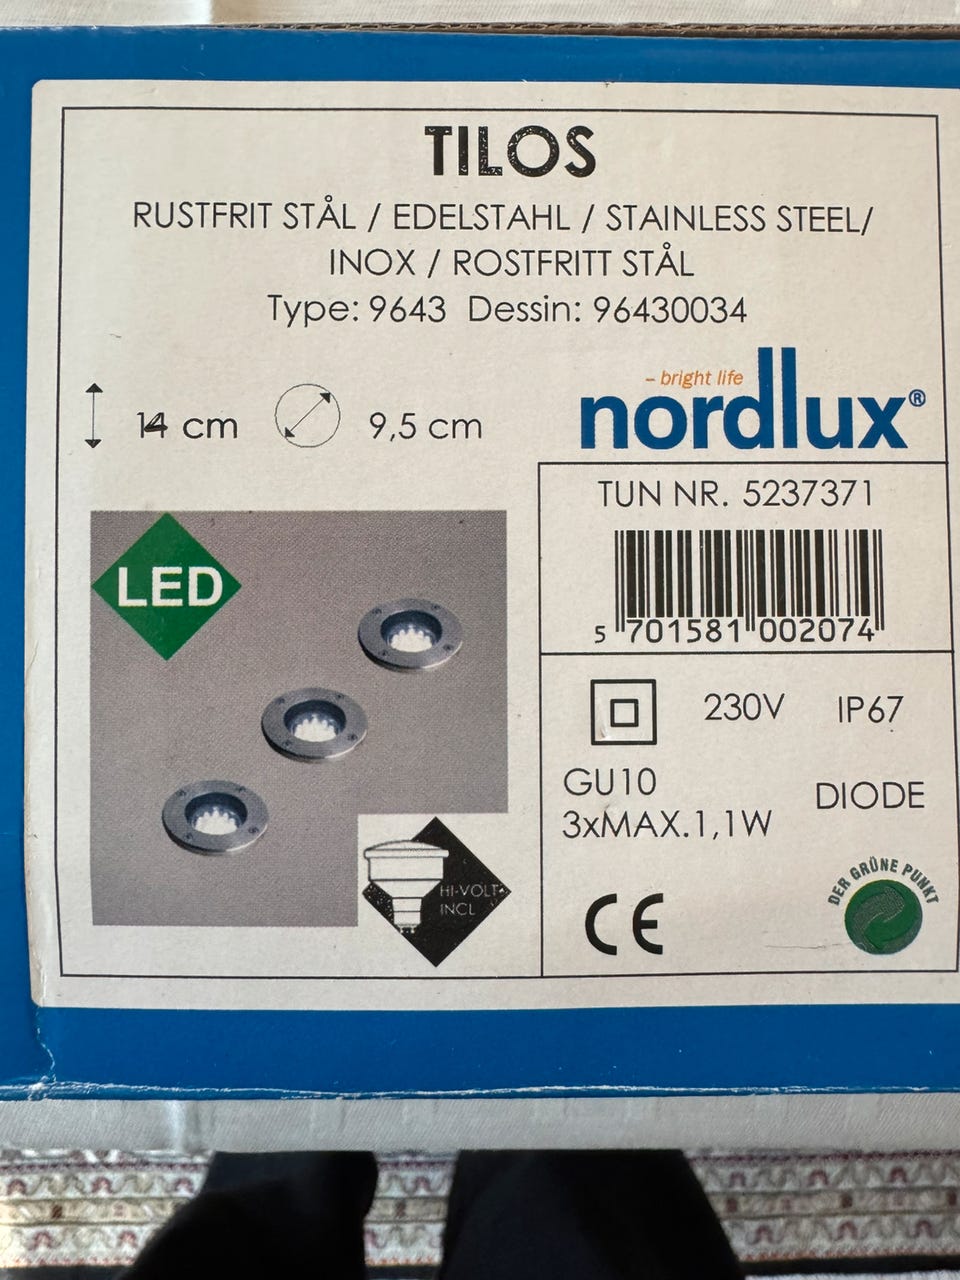 TILOS
RUSTFRIT STÅL / EDELSTAHL / STAINLESS STEEL/
INOX / ROSTFRITT STÅL
Type: 9643 Dessin: 96430034
14 cm
9,5 cm
– bright life
nordlux®
TUN NR. 5237371
5 701581 002074
LED
230V IP67
GU10
3xMAX.1,1W
DIODE
HI-VOLT
INCL
CE
DER GRÜNE PUNKT